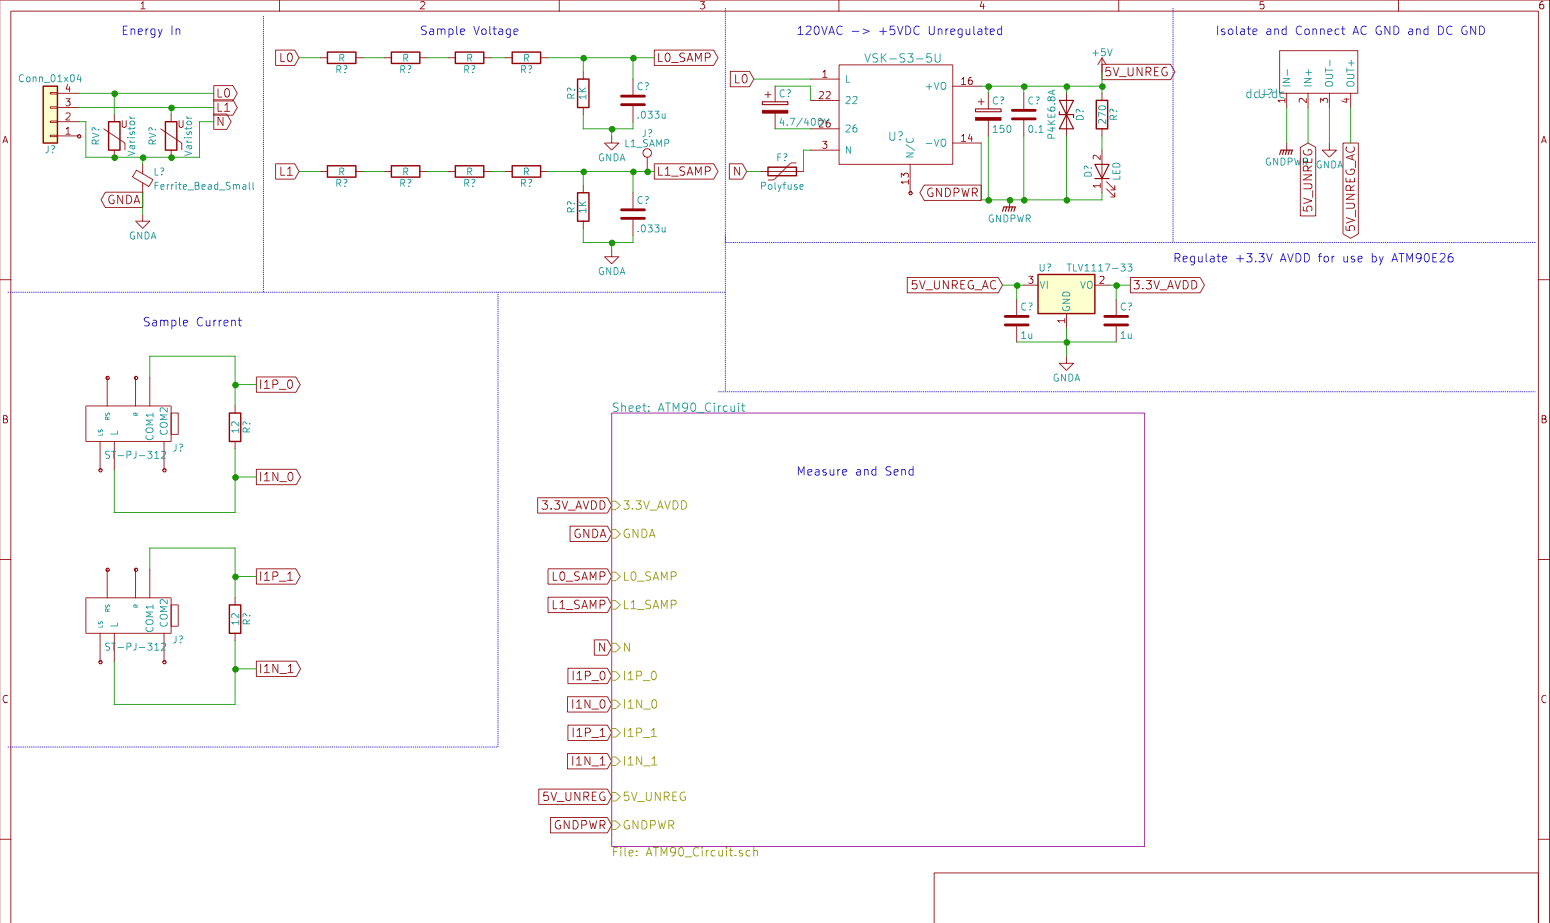 1 2 3 4 5 6
Energy In
Sample Voltage
120VAC -> +5VDC Unregulated
Isolate and Connect AC GND and DC GND
A
Conn_01x04
4
3
2
1
J?
L0
L1
N
RV?
Varistor
RV?
Varistor
L?
Ferrite_Bead_Small
GNDA
GNDA
L0
R R R R
R? R? R? R?
L0_SAMP
R?
1K
C?
.033u
GNDA
J?
L1_SAMP
L1
R R R R
R? R? R? R?
L1_SAMP
R?
1K
C?
.033u
GNDA
VSK-S3-5U
L0
1 L
C?
4.7/400V
22 22
26 26
3 N
N
F?
Polyfuse
U?
N/C
13
+VO 16
-VO 14
GNDPWR
C?
150
C?
0.1
P4KE6.8A
D?
+5V
5V_UNREG
270
R?
D?
LED
2
1
GNDPWR
IN- IN+ OUT- OUT+
1 2 3 4
dc-dc
GNDPWR
5V_UNREG
GNDA
5V_UNREG_AC
A
Regulate +3.3V AVDD for use by ATM90E26
U? TLV1117-33
5V_UNREG_AC
3 VI VO 2
3.3V_AVDD
GND
1
C?
1u
C?
1u
GNDA
Sample Current
B
I1P_0
RS R COM1 COM2
LS L
J?
ST-PJ-312
12
R?
I1N_0
I1P_1
RS R COM1 COM2
LS L
J?
ST-PJ-312
12
R?
I1N_1
C
Sheet: ATM90_Circuit
Measure and Send
3.3V_AVDD 3.3V_AVDD
GNDA GNDA
L0_SAMP L0_SAMP
L1_SAMP L1_SAMP
N N
I1P_0 I1P_0
I1N_0 I1N_0
I1P_1 I1P_1
I1N_1 I1N_1
5V_UNREG 5V_UNREG
GNDPWR GNDPWR
File: ATM90_Circuit.sch
B
C